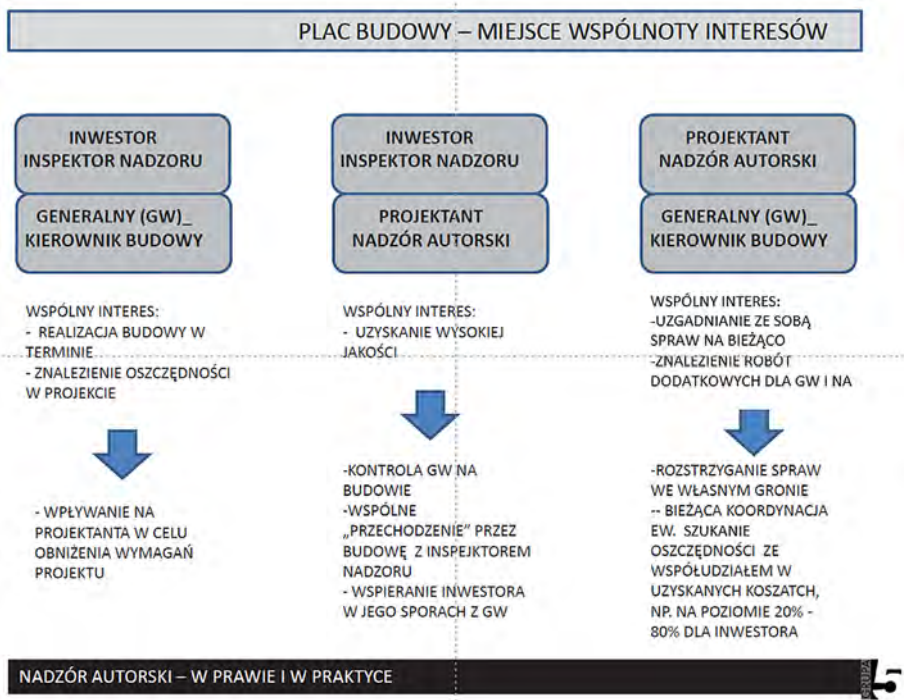 PLAC BUDOWY – MIEJSCE WSPÓLNOTY INTERESÓW
INWESTOR
INSPEKTOR NADZORU
GENERALNY (GW)_
KIEROWNIK BUDOWY
WSPÓLNY INTERES:
- REALIZACJA BUDOWY W
TERMINIE
- ZNALEZIENIE OSZCZĘDNOŚCI
W PROJEKCIE
- WPŁYWANIE NA
PROJEKTANTA W CELU
OBNIŻENIA WYMAGAŃ
PROJEKTU
INWESTOR
INSPEKTOR NADZORU
PROJEKTANT
NADZÓR AUTORSKI
WSPÓLNY INTERES:
- UZYSKANIE WYSOKIEJ
JAKOŚCI
-KONTROLA GW NA
BUDOWIE
-WSPÓLNE
„PRZECHODZENIE” PRZEZ
BUDOWĘ Z INSPEJKTOREM
NADZORU
- WSPIERANIE INWESTORA
W JEGO SPORACH Z GW
PROJEKTANT
NADZÓR AUTORSKI
GENERALNY (GW)_
KIEROWNIK BUDOWY
WSPÓLNY INTERES:
-UZGADNIANIE ZE SOBĄ
SPRAW NA BIEŻĄCO
-ZNALEZIENIE ROBÓT
DODATKOWYCH DLA GW I NA
-ROZSTRZYGANIE SPRAW
WE WŁASNYM GRONIE
-- BIEŻĄCA KOORDYNACJA
EW. SZUKANIE
OSZCZĘDNOŚCI ZE
WSPÓŁUDZIAŁEM W
UZYSKANYCH KOSZATCH,
NP. NA POZIOMIE 20% -
80% DLA INWESTORA
NADZÓR AUTORSKI – W PRAWIE I W PRAKTYCE